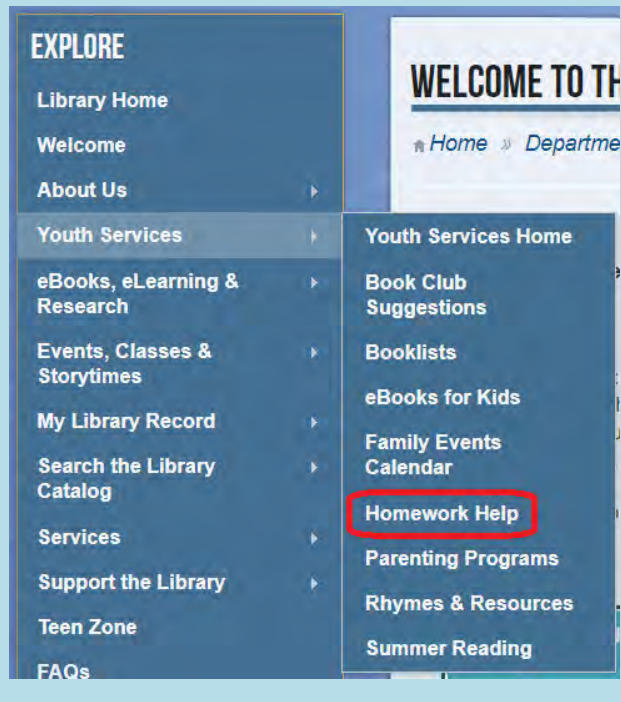 EXPLORE
Library Home
Welcome
About Us
Youth Services
eBooks, eLearning &
Research
Events, Classes &
Storytimes
My Library Record
Search the Library
Catalog
Services
Support the Library
Teen Zone
FAQs
Youth Services Home
Book Club
Suggestions
Booklists
eBooks for Kids
Family Events
Calendar
Homework Help
Parenting Programs
Rhymes & Resources
Summer Reading
WELCOME TO TH
Home » Departme